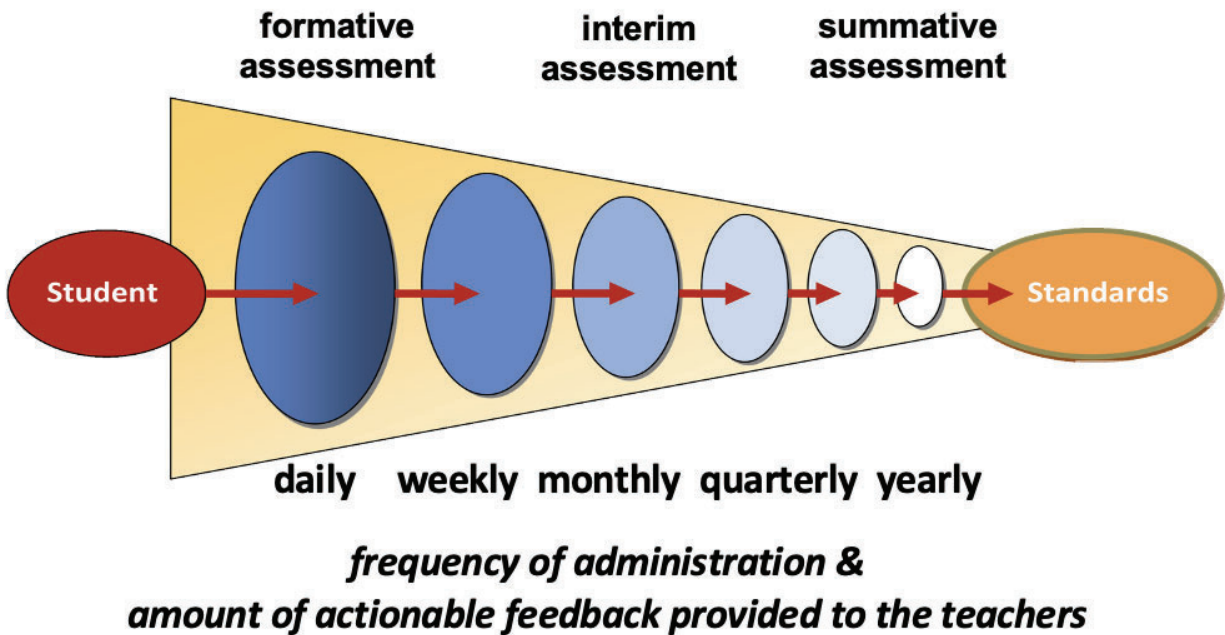 formative
assessment
interim
assessment
summative
assessment
Student
Standards
daily weekly monthly quarterly yearly
frequency of administration &
amount of actionable feedback provided to the teachers